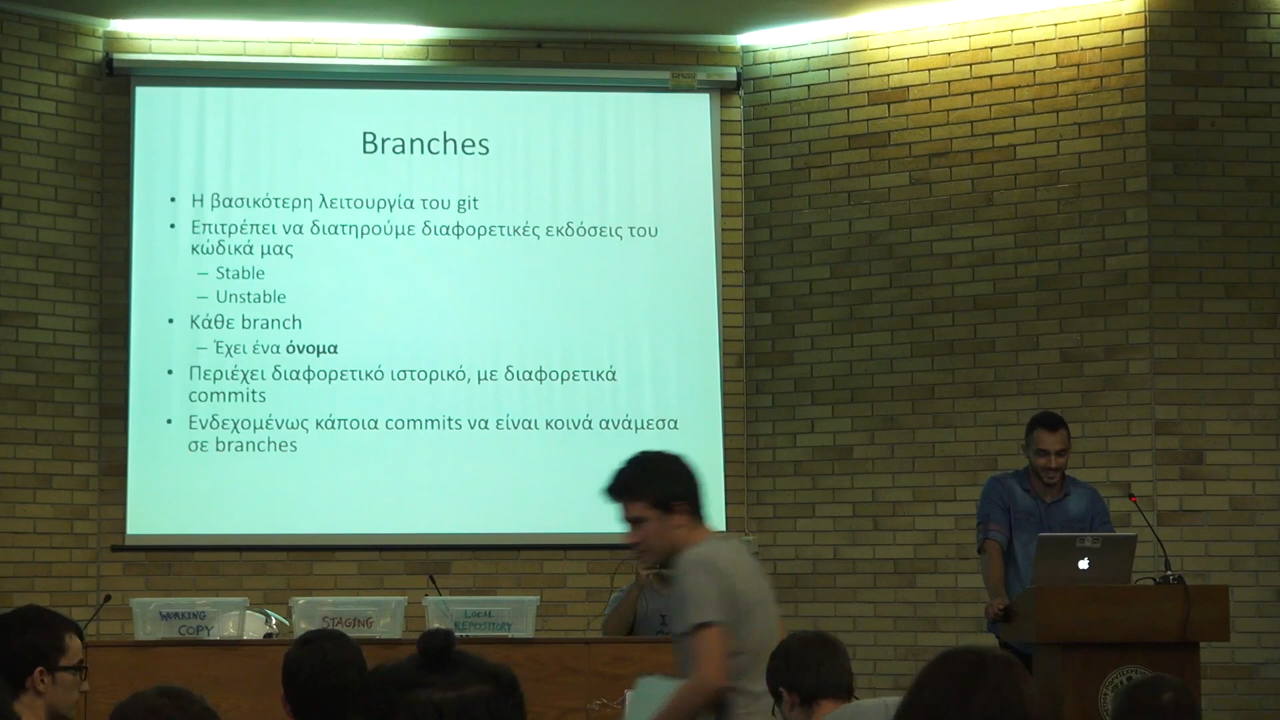 Branches
• Η βασικότερη λειτουργία του git
• Επιτρέπει να διατηρούμε διαφορετικές εκδόσεις του
κώδικά μας
– Stable
– Unstable
• Κάθε branch
– Έχει ένα όνομα
• Περιέχει διαφορετικό ιστορικό, με διαφορετικά
commits
• Ενδεχομένως κάποια commits να είναι κοινά ανάμεσα
σε branches
WORKING
COPY
STAGING
LOCAL
REPOSITORY
I